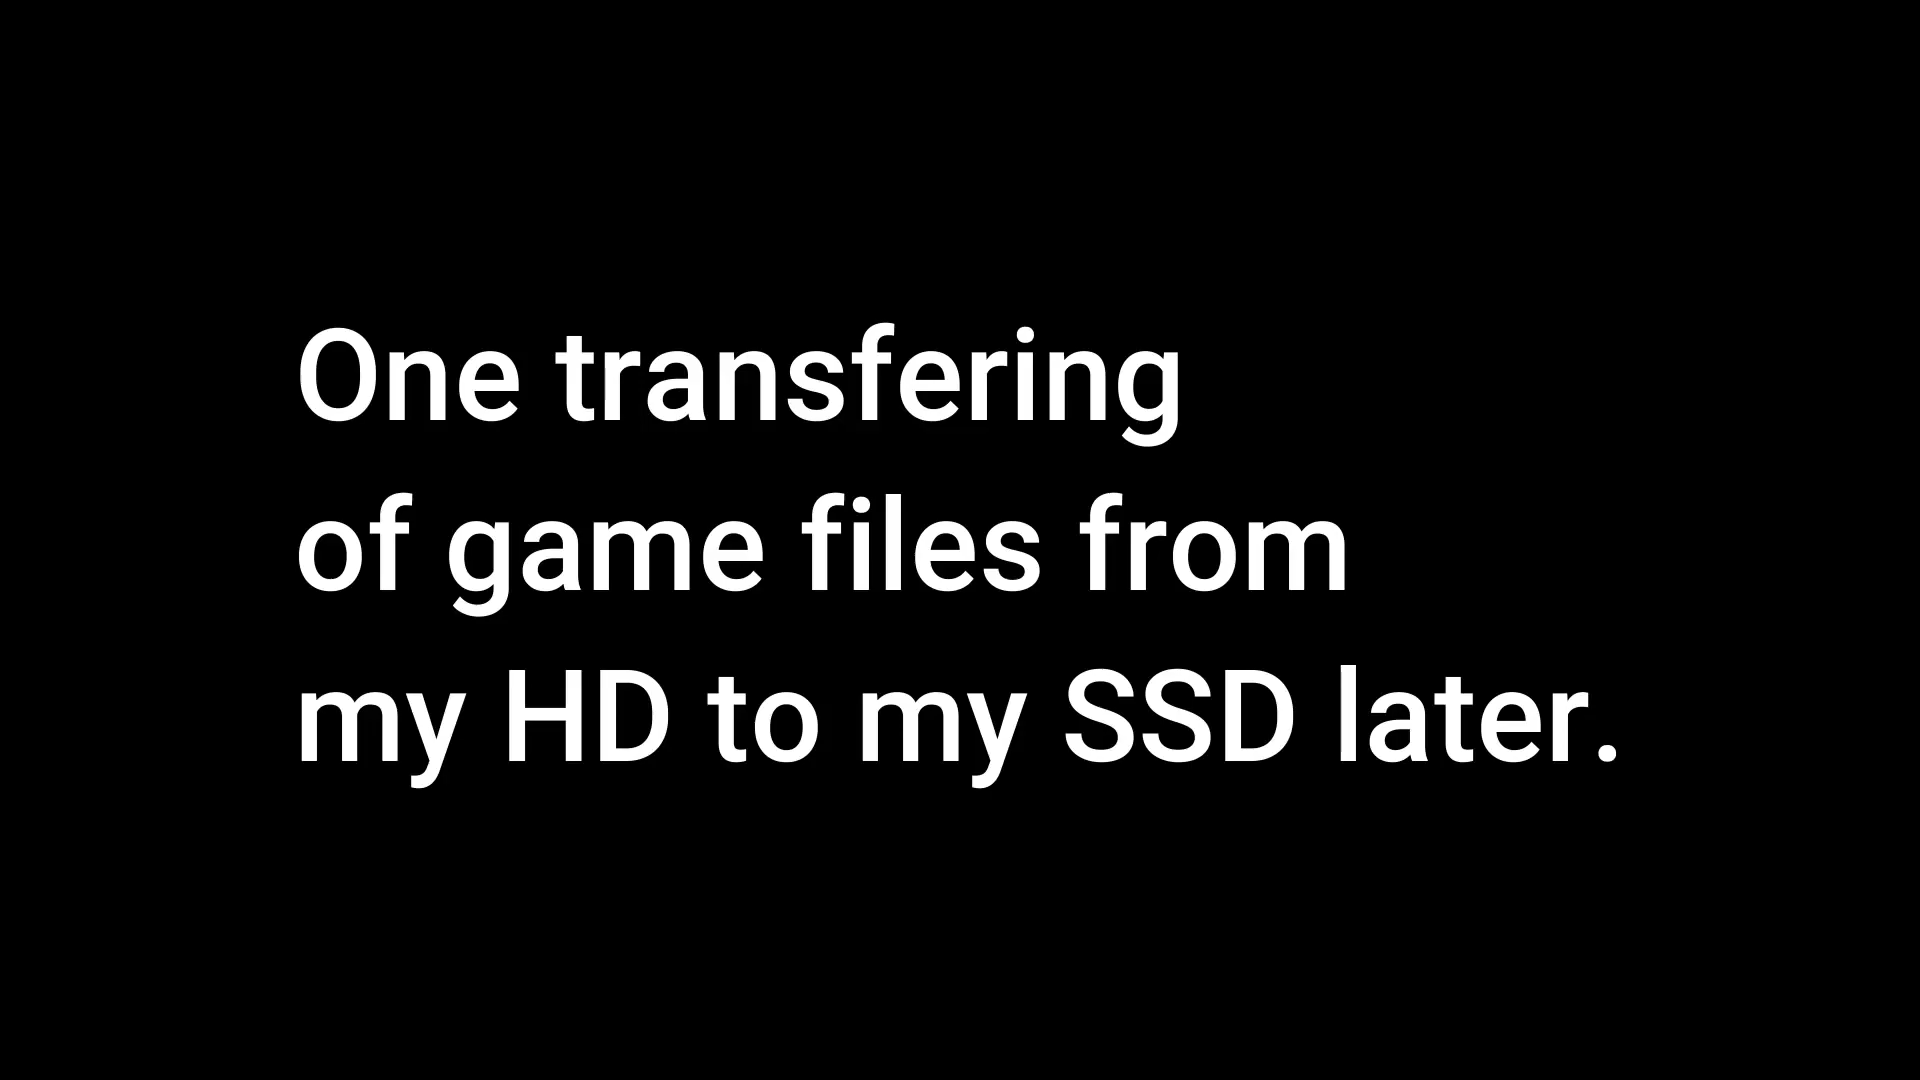 One transfering
of game files from
my HD to my SSD later.